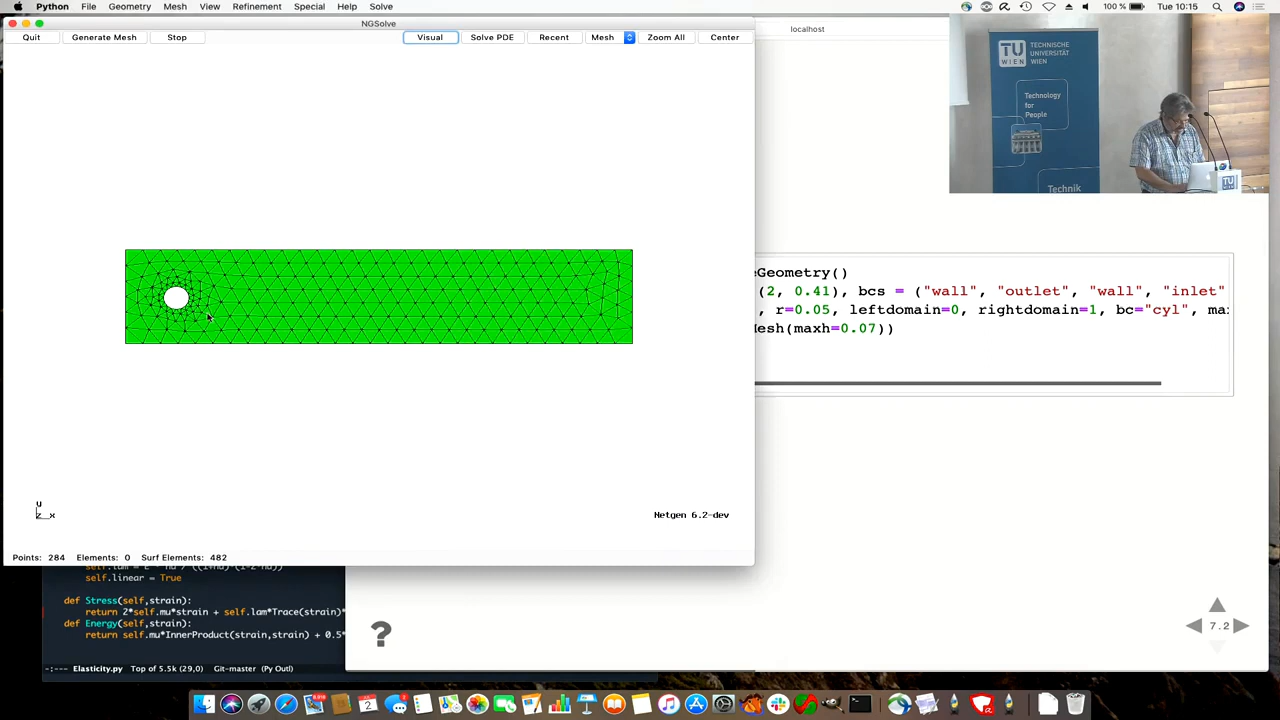 Python File Geometry Mesh View Refinement Special Help Solve 100 % Tue 10:15
NGSolve
Quit Generate Mesh Stop Visual Solve PDE Recent Mesh Zoom All Center
localhost
TU WIEN
TECHNISCHE
UNIVERSITÄT
WIEN
Technology
for
People
Technik
TU
eGeometry()
(2, 0.41), bcs = ("wall", "outlet", "wall", "inlet"
, r=0.05, leftdomain=0, rightdomain=1, bc="cyl", max
Mesh(maxh=0.07))
Netgen 6.2-dev
Points: 284 Elements: 0 Surf Elements: 482
self.linear = True
def Stress(self,strain):
return 2*self.mu*strain + self.lam*Trace(strain)*
def Energy(self,strain):
return self.mu*InnerProduct(strain,strain) + 0.5*
-:--- Elasticity.py Top of 5.5k (29,0) Git-master (Py Outl)
?
7.2